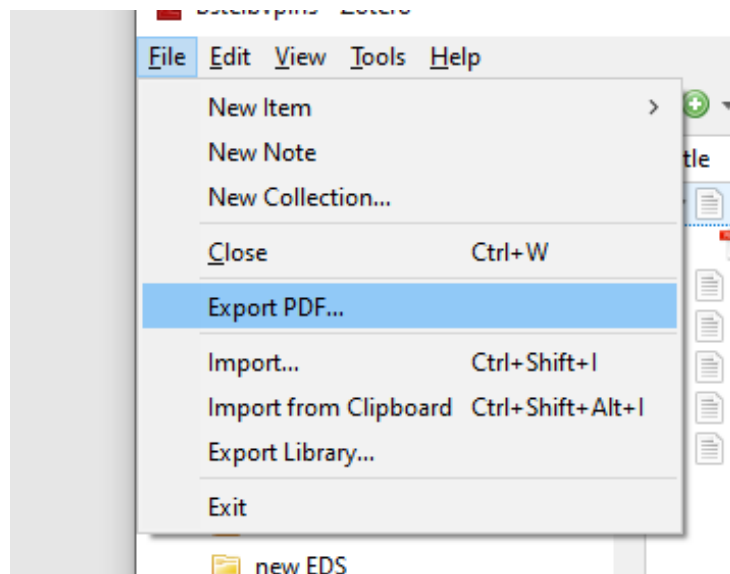 File Edit View Tools Help
New Item
New Note
tle
New Collection...
Close Ctrl+W
Export PDF...
Import... Ctrl+Shift+I
Import from Clipboard Ctrl+Shift+Alt+I
Export Library...
Exit
new EDS